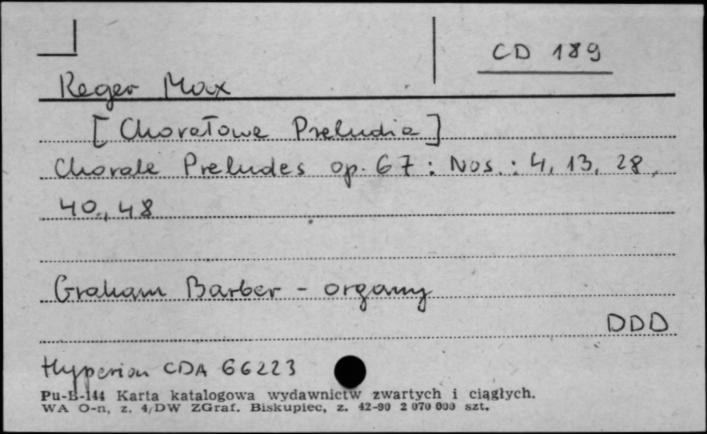 CD 189
Reger Max
[Chorałowe Preludia]
Chorale Preludes op. 67 : Nos. : 4, 13, 28,
40, 48
Graham Barber - organy
DDD
Hyperion CDA 66223
Pu-B-144 Karta katalogowa wydawnictw zwartych i ciągłych.
WA O-n, z. 4/DW ZGraf. Biskupiec, z. 42-90 2 070 000 szt.